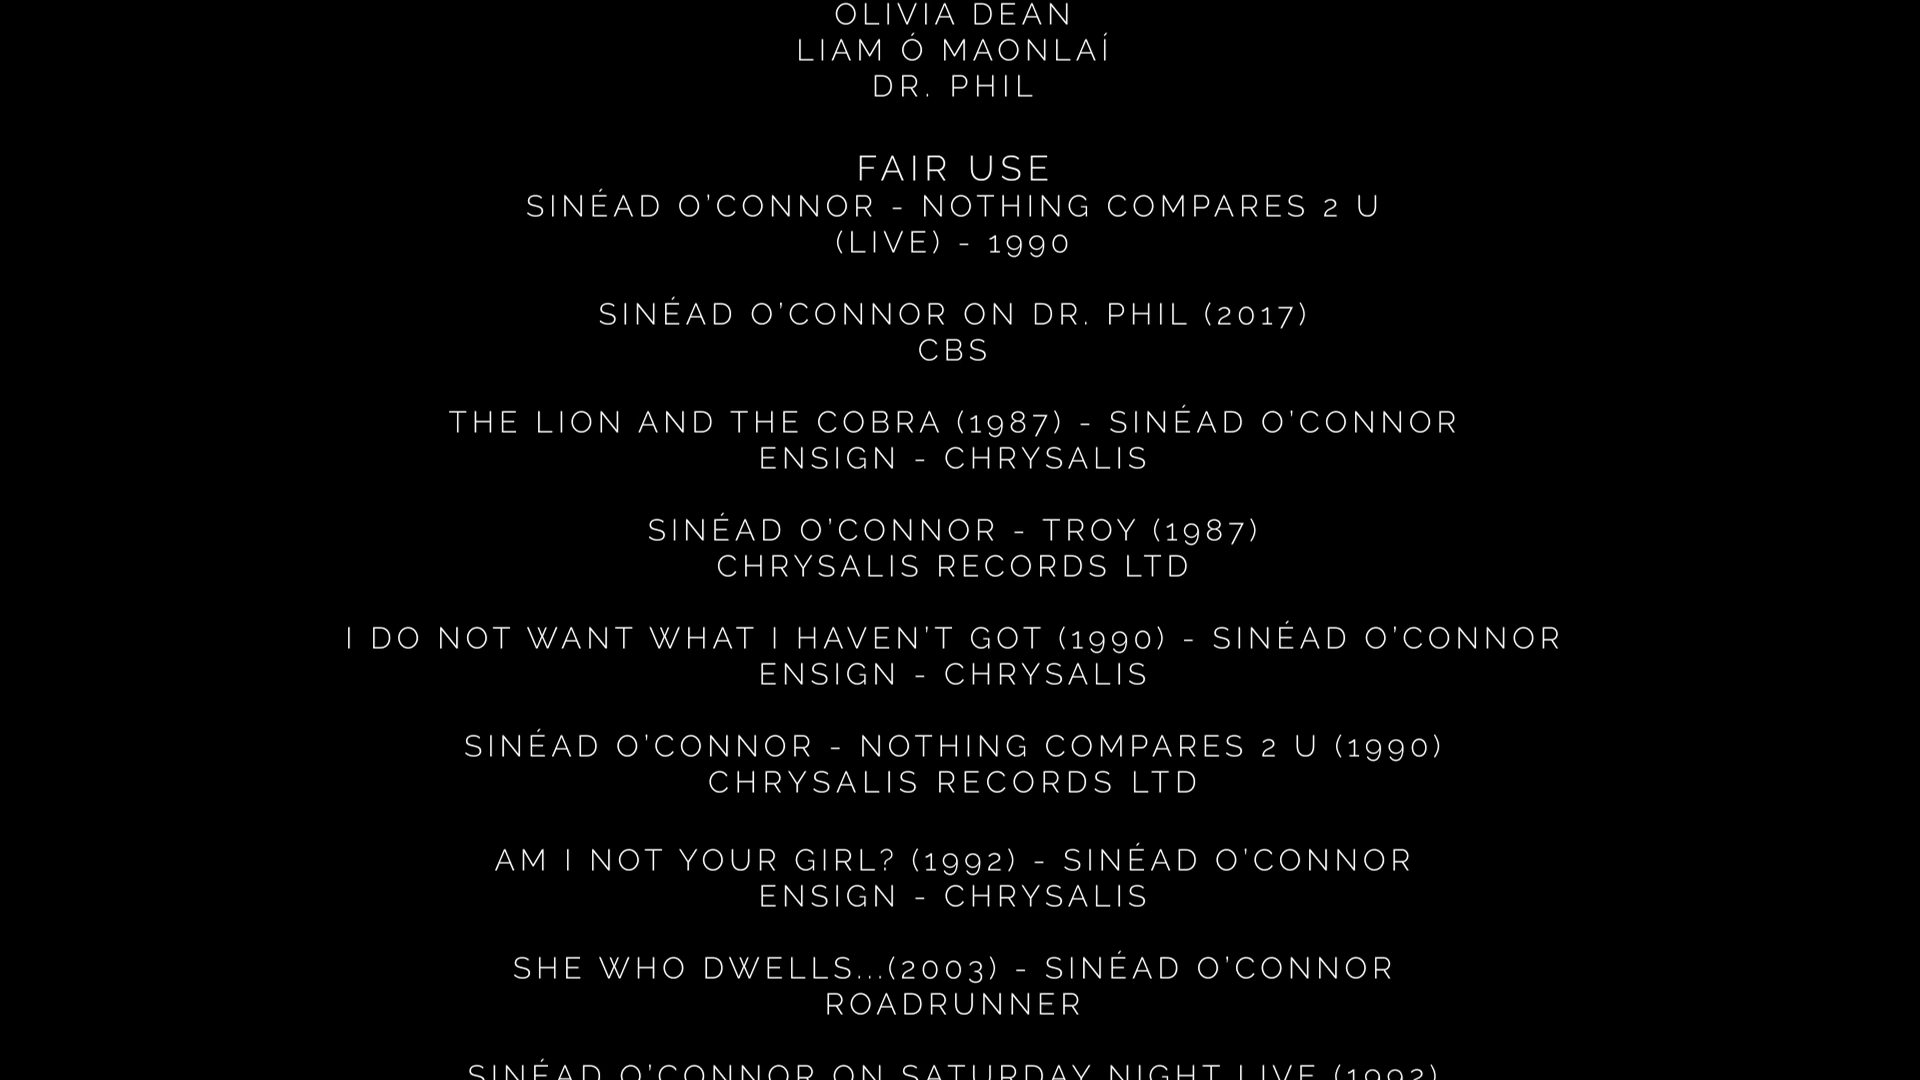 OLIVIA DEAN
LIAM Ó MAONLAÍ
DR. PHIL
FAIR USE
SINÉAD O'CONNOR - NOTHING COMPARES 2 U
(LIVE) - 1990
SINÉAD O'CONNOR ON DR. PHIL (2017)
CBS
THE LION AND THE COBRA (1987) - SINÉAD O'CONNOR
ENSIGN - CHRYSALIS
SINÉAD O'CONNOR - TROY (1987)
CHRYSALIS RECORDS LTD
I DO NOT WANT WHAT I HAVEN'T GOT (1990) - SINÉAD O'CONNOR
ENSIGN - CHRYSALIS
SINÉAD O'CONNOR - NOTHING COMPARES 2 U (1990)
CHRYSALIS RECORDS LTD
AM I NOT YOUR GIRL? (1992) - SINÉAD O'CONNOR
ENSIGN - CHRYSALIS
SHE WHO DWELLS...(2003) - SINÉAD O'CONNOR
ROADRUNNER
SINÉAD O'CONNOR ON SATURDAY NIGHT LIVE (1992)